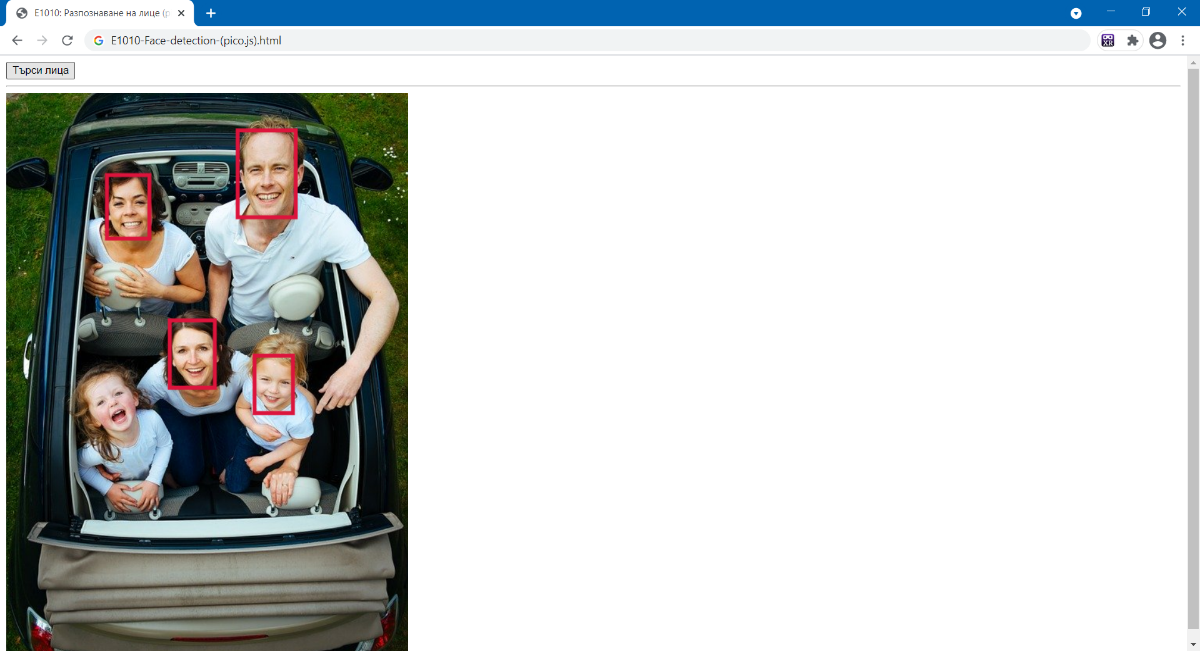 E1010: Разпознаване на лице (p
E1010-Face-detection-(pico.js).html
Търси лица